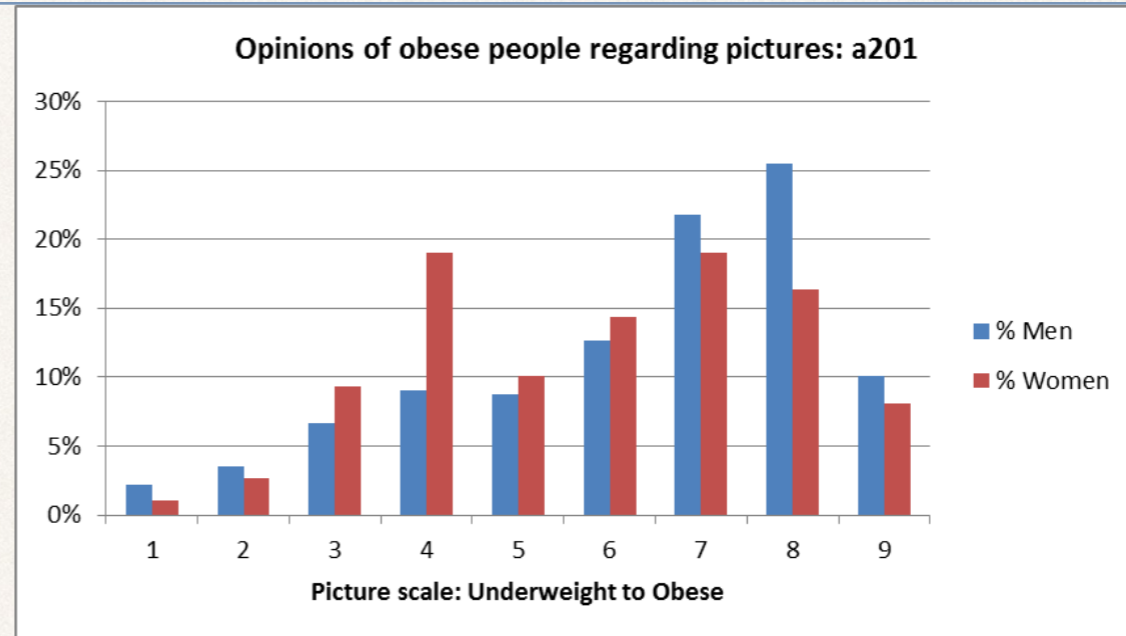 Opinions of obese people regarding pictures: a201
30%
25%
20%
15%
10%
5%
0%
1 2 3 4 5 6 7 8 9
Picture scale: Underweight to Obese
% Men
% Women